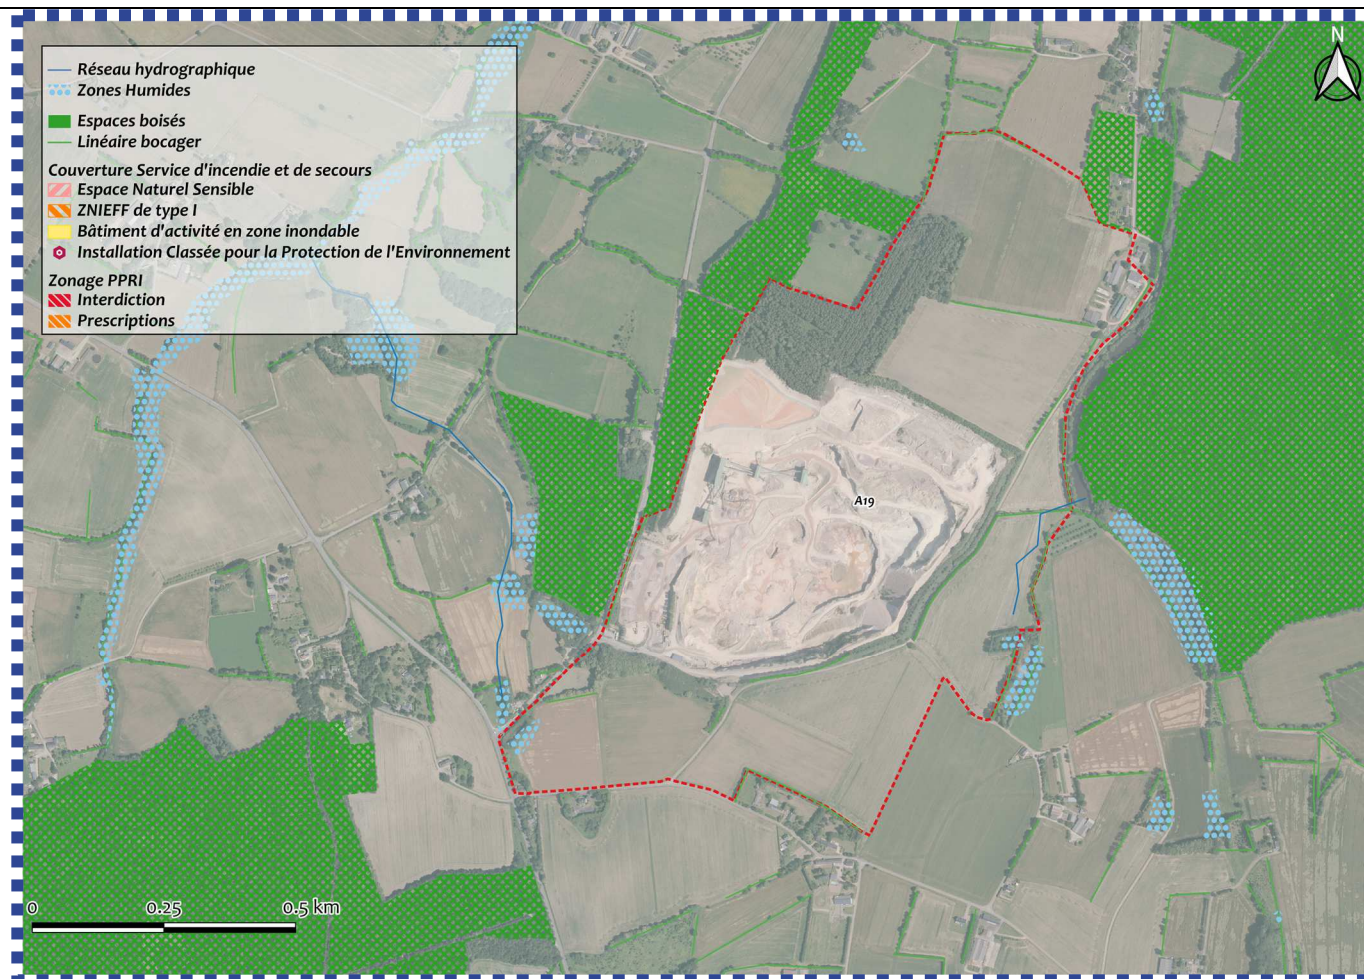 N
Réseau hydrographique
Zones Humides
Espaces boisés
Linéaire bocager
Couverture Service d'incendie et de secours
Espace Naturel Sensible
ZNIEFF de type I
Bâtiment d'activité en zone inondable
Installation Classée pour la Protection de l'Environnement
Zonage PPRI
Interdiction
Prescriptions
A19
0 0.25 0.5 km